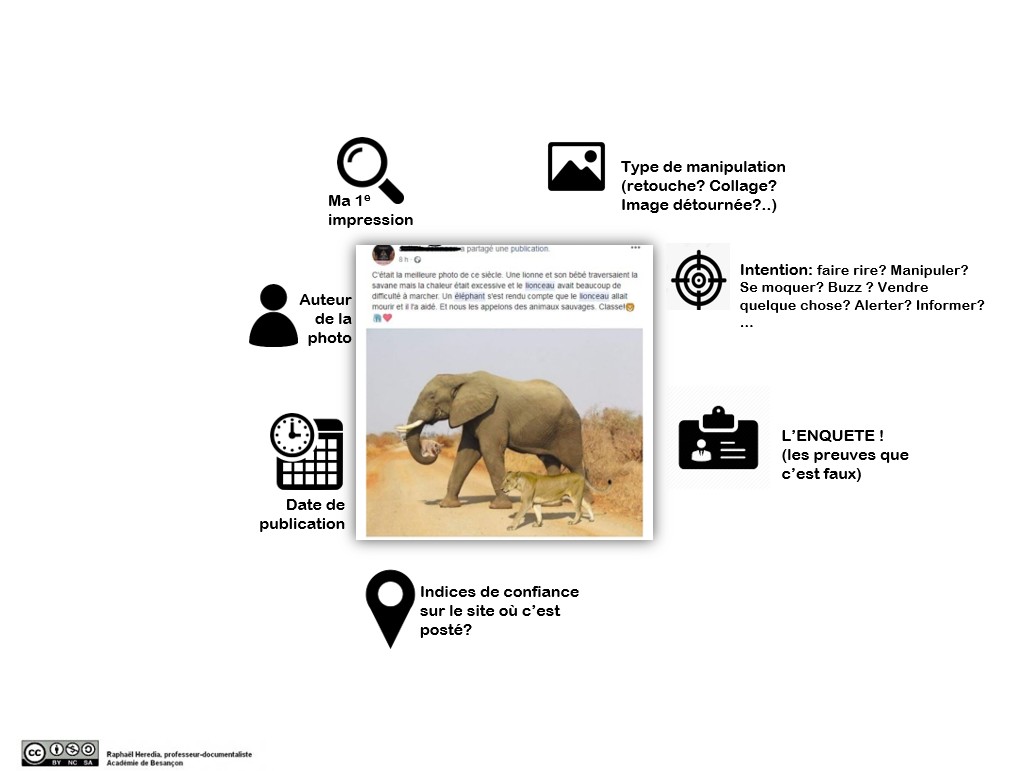 Ma 1e
impression
Type de manipulation
(retouche? Collage?
Image détournée?..)
a partagé une publication.
8 h ·
C'était la meilleure photo de ce siècle. Une lionne et son bébé traversaient la
savane mais la chaleur était excessive et le lionceau avait beaucoup de
difficulté à marcher. Un éléphant s'est rendu compte que le lionceau allait
mourir et il l'a aidé. Et nous les appelons des animaux sauvages. Classe!
Auteur
de la
photo
Intention: faire rire? Manipuler?
Se moquer? Buzz ? Vendre
quelque chose? Alerter? Informer?
...
Date de
publication
L'ENQUETE !
(les preuves que
c'est faux)
Indices de confiance
sur le site où c'est
posté?
cc BY NC SA
Raphaël Heredia, professeur-documentaliste
Académie de Besançon